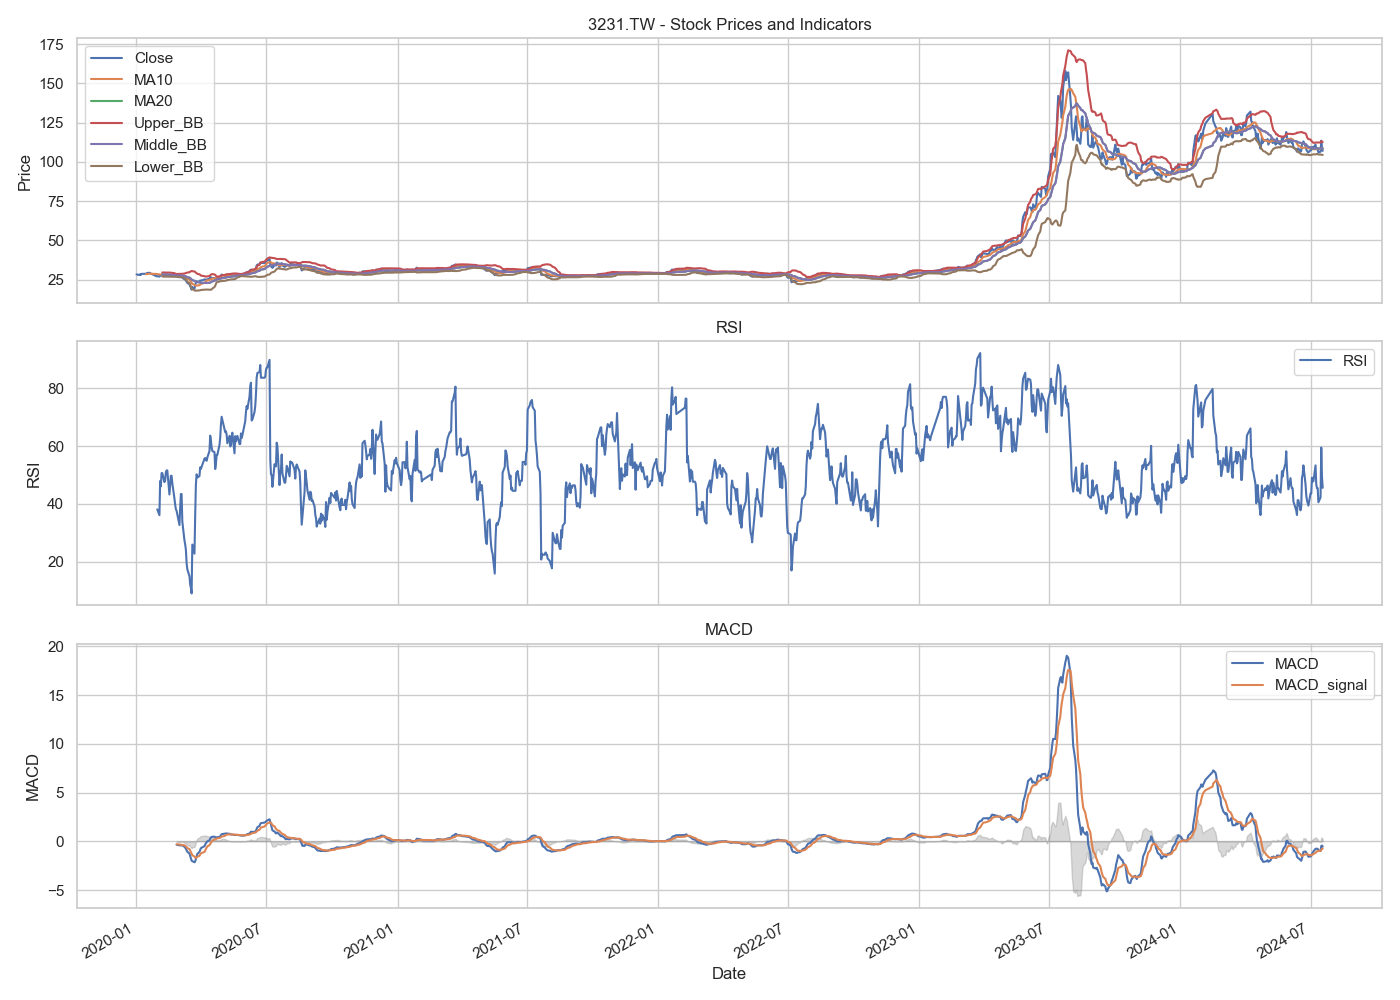 3231.TW - Stock Prices and Indicators
Price
175
150
125
100
75
50
25
Close
MA10
MA20
Upper_BB
Middle_BB
Lower_BB
RSI
RSI
80
60
40
20
RSI
MACD
MACD
20
15
10
5
0
−5
MACD
MACD_signal
2020-01
2020-07
2021-01
2021-07
2022-01
2022-07
2023-01
2023-07
2024-01
2024-07
Date